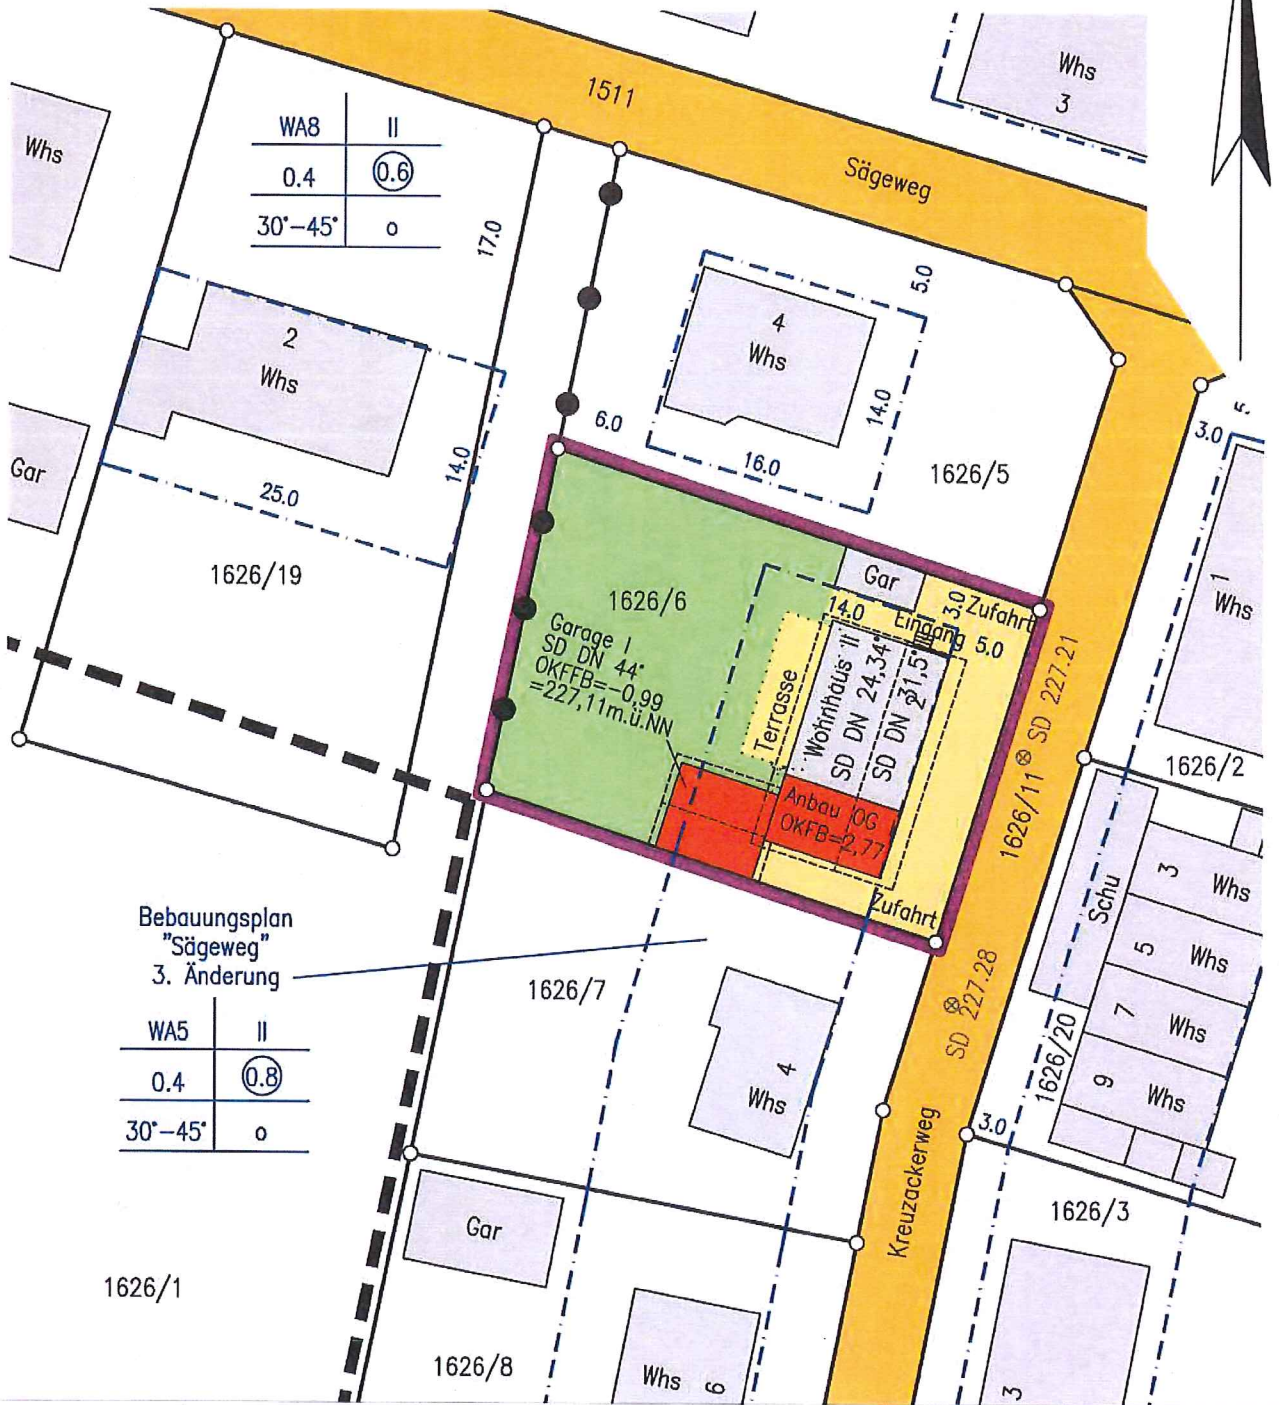 1511
Sägeweg
Whs
3
Whs
WA8 II
0.4 0.6
30°-45° o
17.0
5.0
2
Whs
4
Whs
14.0
6.0
16.0
3.0
Gar
14.0
25.0
1626/5
1626/19
1
Whs
1626/6
Gar
14.0
3.0
Zufahrt
Eingang
5.0
Garage I
SD DN 44°
OKFFB=-0,99
=227,11m.ü.NN
Terrasse
Wohnhaus II
SD DN 24,34°
SD DN 31,5°
21
1626/11
SD 227.21
1626/2
Anbau OG
OKFB=2,77
Zufahrt
Schu
3 Whs
5 Whs
7 Whs
9 Whs
Bebauungsplan
"Sägeweg"
3. Änderung
WA5 II
0.4 0.8
30°-45° o
1626/7
SD 227.28
1626/20
4
Whs
3.0
Kreuzackerweg
1626/3
Gar
1626/1
1626/8
Whs 6
3